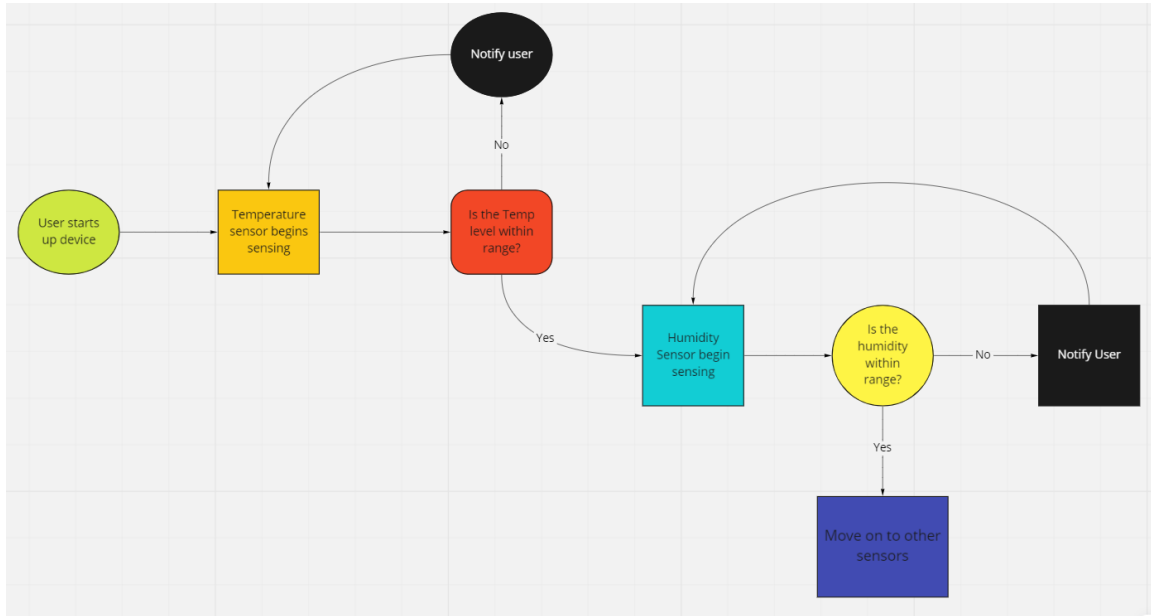 Notify user
No
User starts
up device
Temperature
sensor begins
sensing
Is the Temp
level within
range?
Yes
Humidity
Sensor begin
sensing
Is the
humidity
within
range?
No
Notify User
Yes
Move on to other
sensors